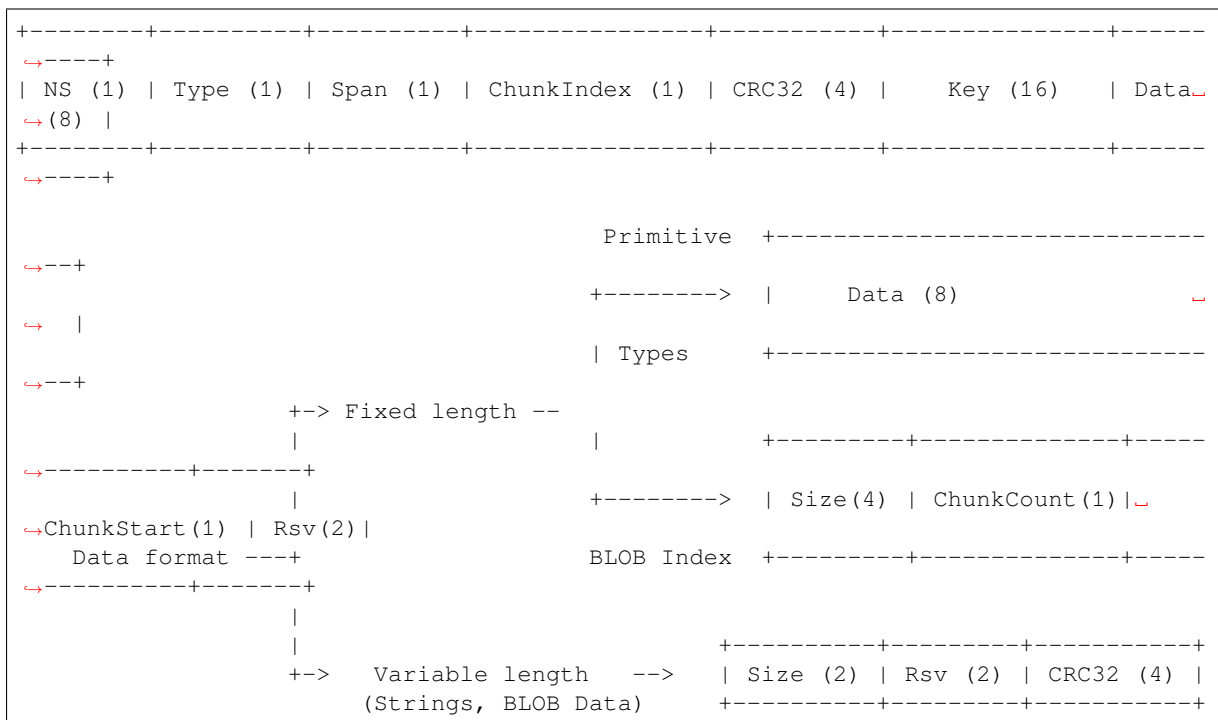 +--------+----------+----------+----------------+-----------+---------------+------
↪----+
| NS (1) | Type (1) | Span (1) | ChunkIndex (1) | CRC32 (4) |    Key (16)   | Data␣
↪(8) |
+--------+----------+----------+----------------+-----------+---------------+------
↪----+
                                         Primitive  +------------------------------
↪--+
                                        +-------->  |     Data (8)                ␣
↪  |
                                        | Types     +------------------------------
↪--+
                   +-> Fixed length --
                   |                    |           +---------+--------------+-----
↪----------+-------+
                   |                    +-------->  | Size(4) | ChunkCount(1)|␣
↪ChunkStart(1) | Rsv(2)|
    Data format ---+                    BLOB Index  +---------+--------------+-----
↪----------+-------+
                   |
                   |                             +----------+---------+-----------+
                   +->   Variable length   -->   | Size (2) | Rsv (2) | CRC32 (4) |
                        (Strings, BLOB Data)     +----------+---------+-----------+